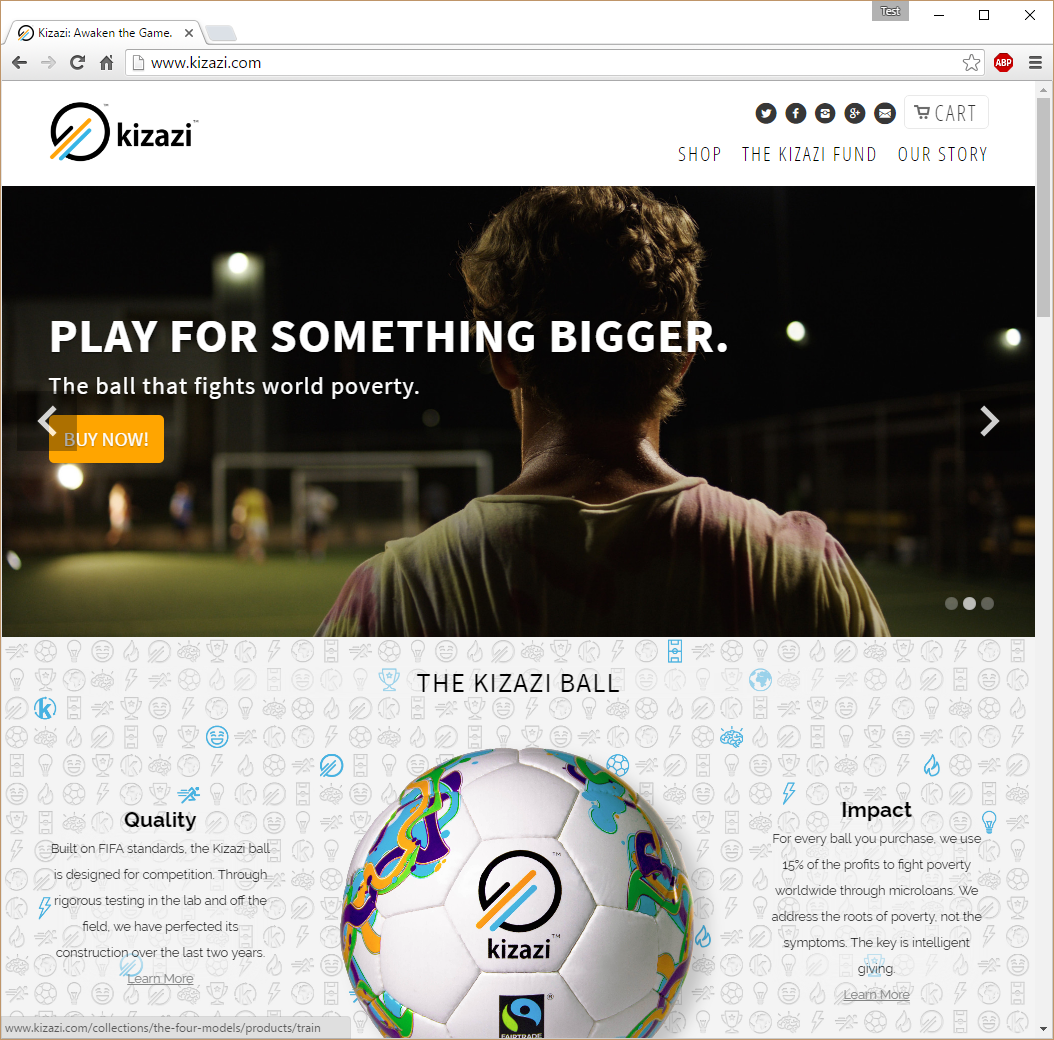 Test
Kizazi: Awaken the Game.
www.kizazi.com
ABP
kizazi™
CART
SHOP THE KIZAZI FUND OUR STORY
PLAY FOR SOMETHING BIGGER.
The ball that fights world poverty.
BUY NOW!
THE KIZAZI BALL
Quality
Built on FIFA standards, the Kizazi ball
is designed for competition. Through
rigorous testing in the lab and off the
field, we have perfected its
construction over the last two years.
Learn More
™
kizazi™
®
FAIRTRADE
Impact
For every ball you purchase, we use
15% of the profits to fight poverty
worldwide through microloans. We
address the roots of poverty, not the
symptoms. The key is intelligent
giving.
Learn More
www.kizazi.com/collections/the-four-models/products/train